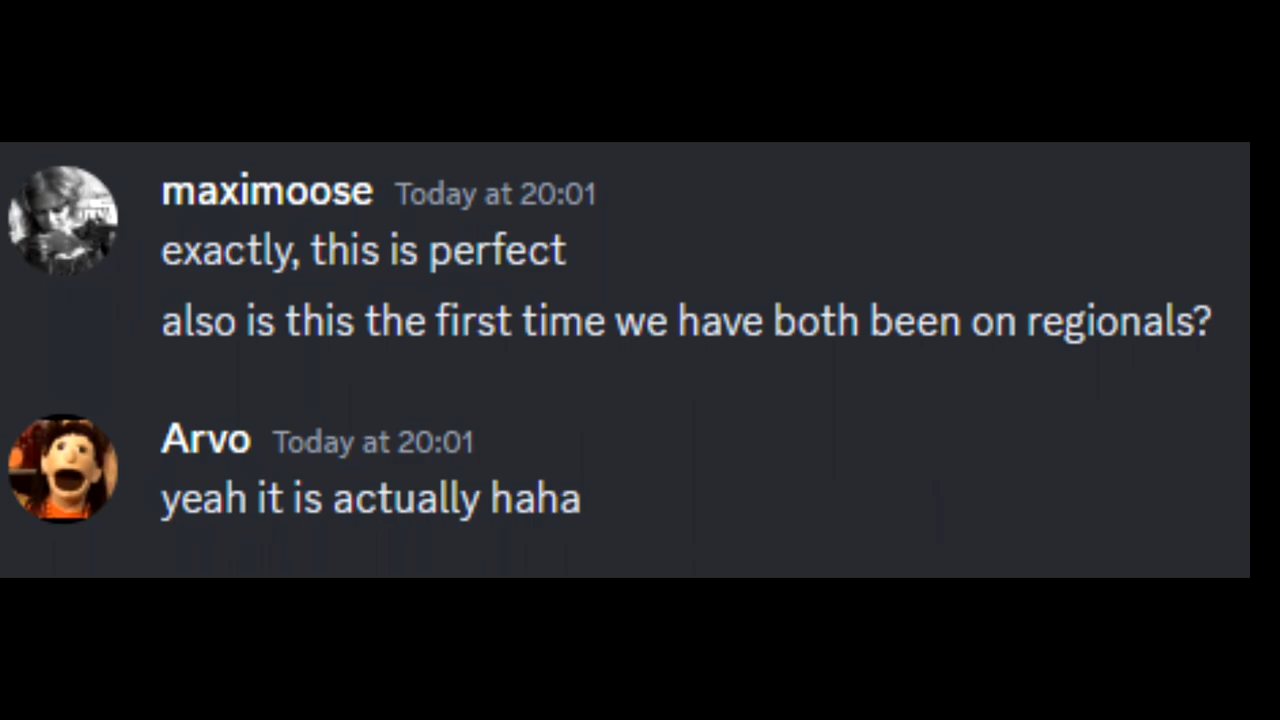 maximoose Today at 20:01
exactly, this is perfect
also is this the first time we have both been on regionals?
Arvo Today at 20:01
yeah it is actually haha